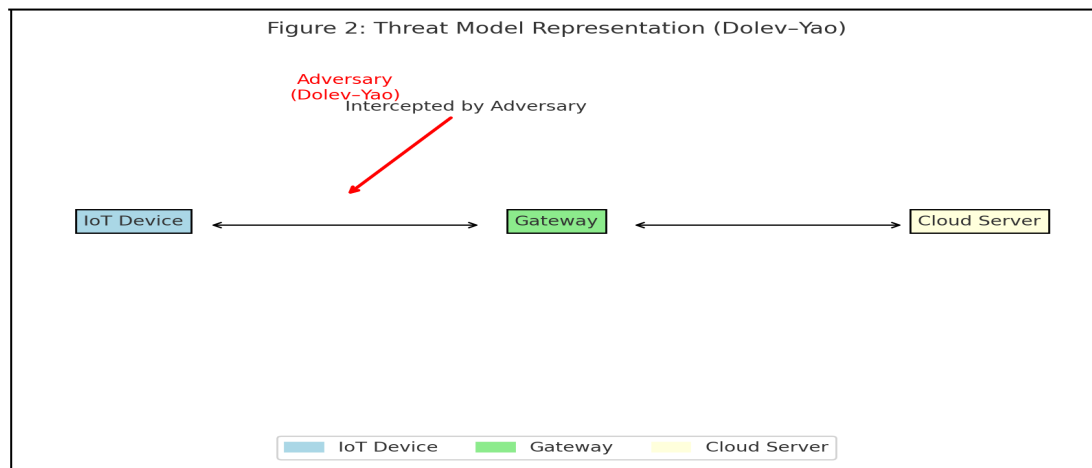 Figure 2: Threat Model Representation (Dolev–Yao)
Adversary
(Dolev–Yao)
Intercepted by Adversary
IoT Device
Gateway
Cloud Server
IoT Device
Gateway
Cloud Server